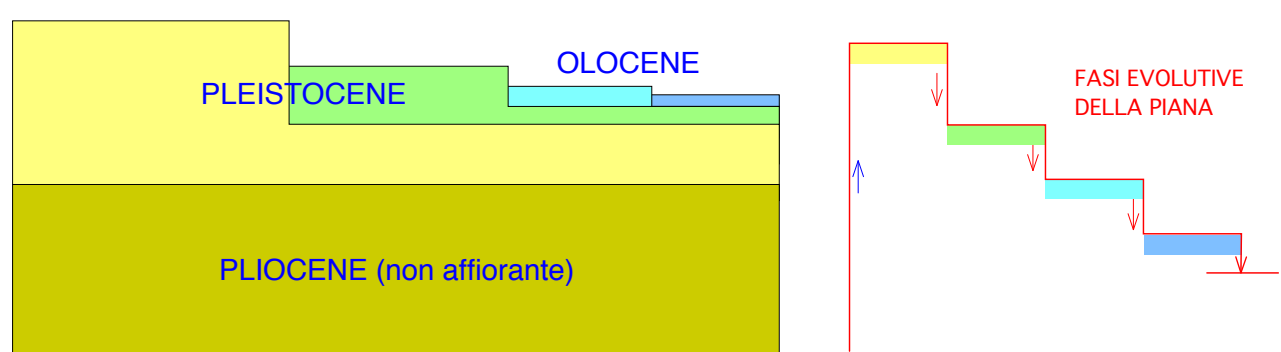 OLOCENE
PLEISTOCENE
PLIOCENE (non affiorante)
FASI EVOLUTIVE
DELLA PIANA